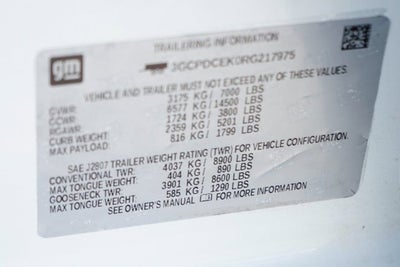 gm
TRAILERING INFORMATION
3GCPDCEK0RG217975
VEHICLE AND TRAILER MUST NOT EXCEED ANY OF THESE VALUES.
GVWR: 3175 KG / 7000 LBS
GCWR: 6577 KG / 14500 LBS
RGAWR: 1724 KG / 3800 LBS
CURB WEIGHT: 2359 KG / 5201 LBS
MAX PAYLOAD: 816 KG / 1799 LBS
SAE J2807 TRAILER WEIGHT RATING (TWR) FOR VEHICLE CONFIGURATION.
CONVENTIONAL TWR: 4037 KG / 8900 LBS
MAX TONGUE WEIGHT: 404 KG / 890 LBS
GOOSENECK TWR: 3901 KG / 8600 LBS
MAX TONGUE WEIGHT: 585 KG / 1290 LBS
SEE OWNER'S MANUAL FOR MORE INFORMATION